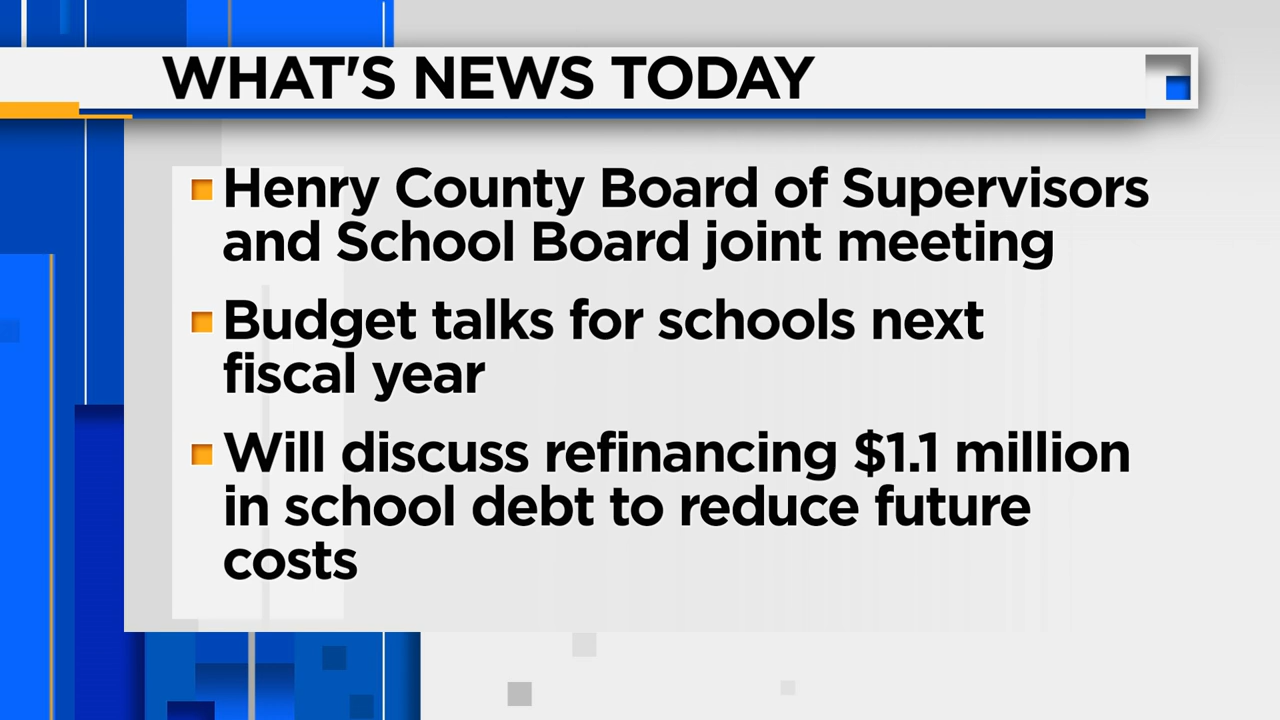 WHAT'S NEWS TODAY
Henry County Board of Supervisors
and School Board joint meeting
Budget talks for schools next
fiscal year
Will discuss refinancing $1.1 million
in school debt to reduce future
costs